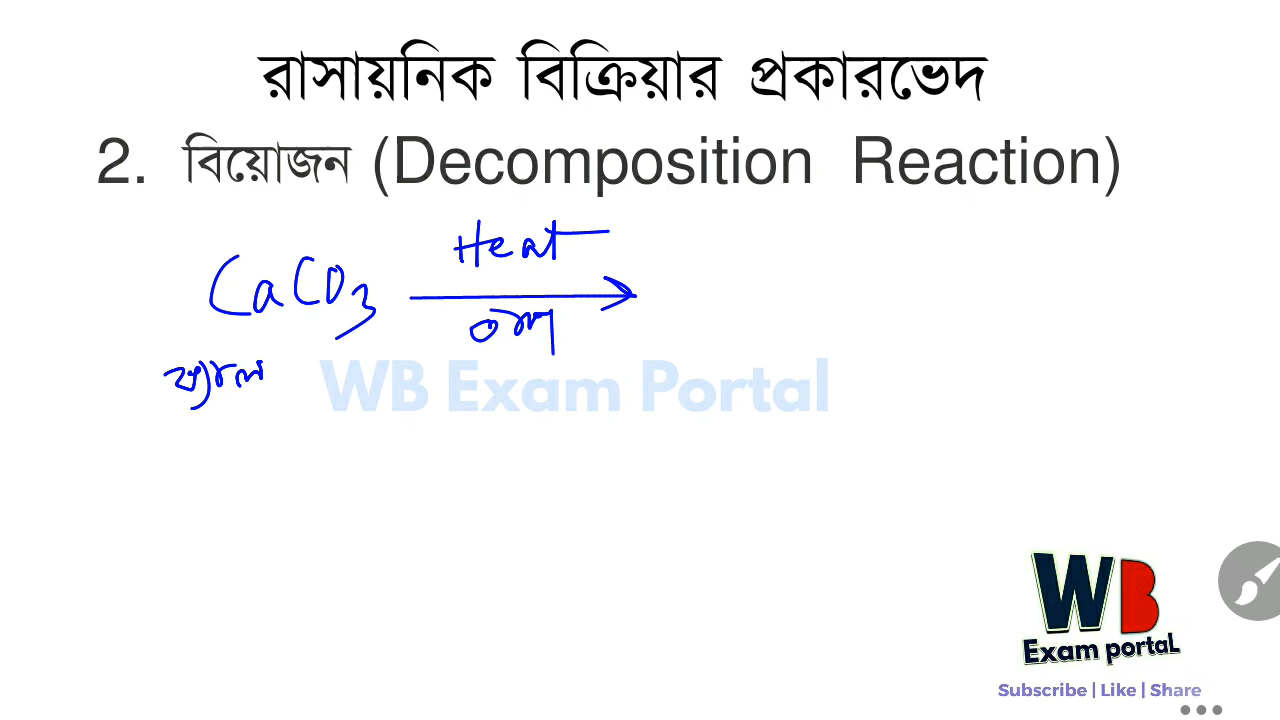 রাসায়নিক বিক্রিয়ার প্রকারভেদ
2. বিয়োজন (Decomposition Reaction)
Heat
CaCO3
তাপ
ক্যাল
WB Exam Portal
WB
Exam portal
Subscribe | Like | Share